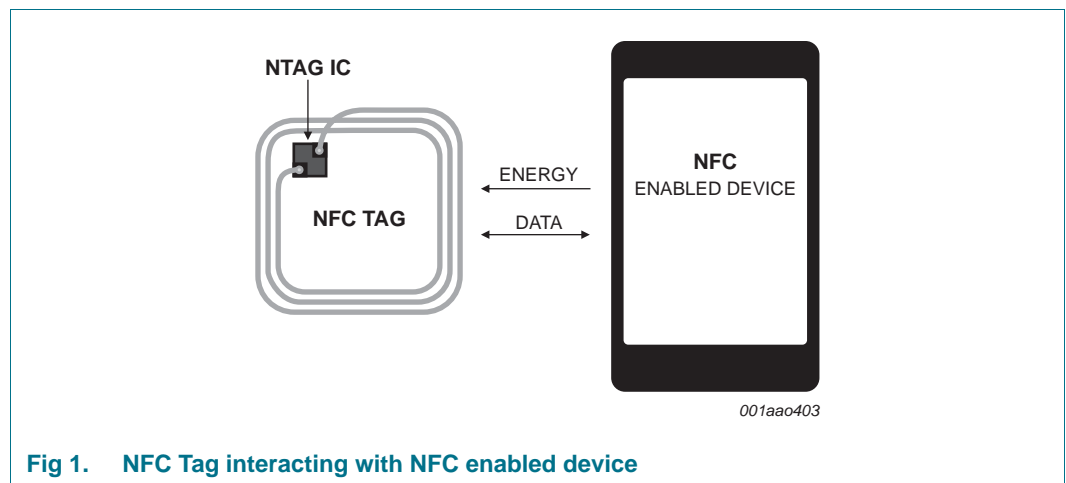 NTAG IC
NFC TAG
ENERGY
DATA
NFC
ENABLED DEVICE
001aao403
Fig 1. NFC Tag interacting with NFC enabled device